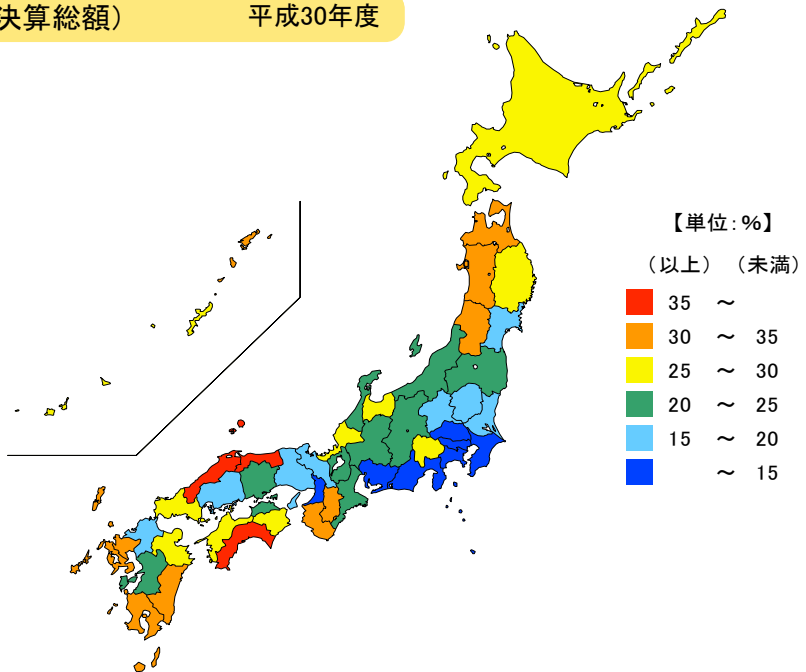 決算総額) 平成30年度
【単位:%】
(以上) (未満)
35 ～
30 ～ 35
25 ～ 30
20 ～ 25
15 ～ 20
～ 15